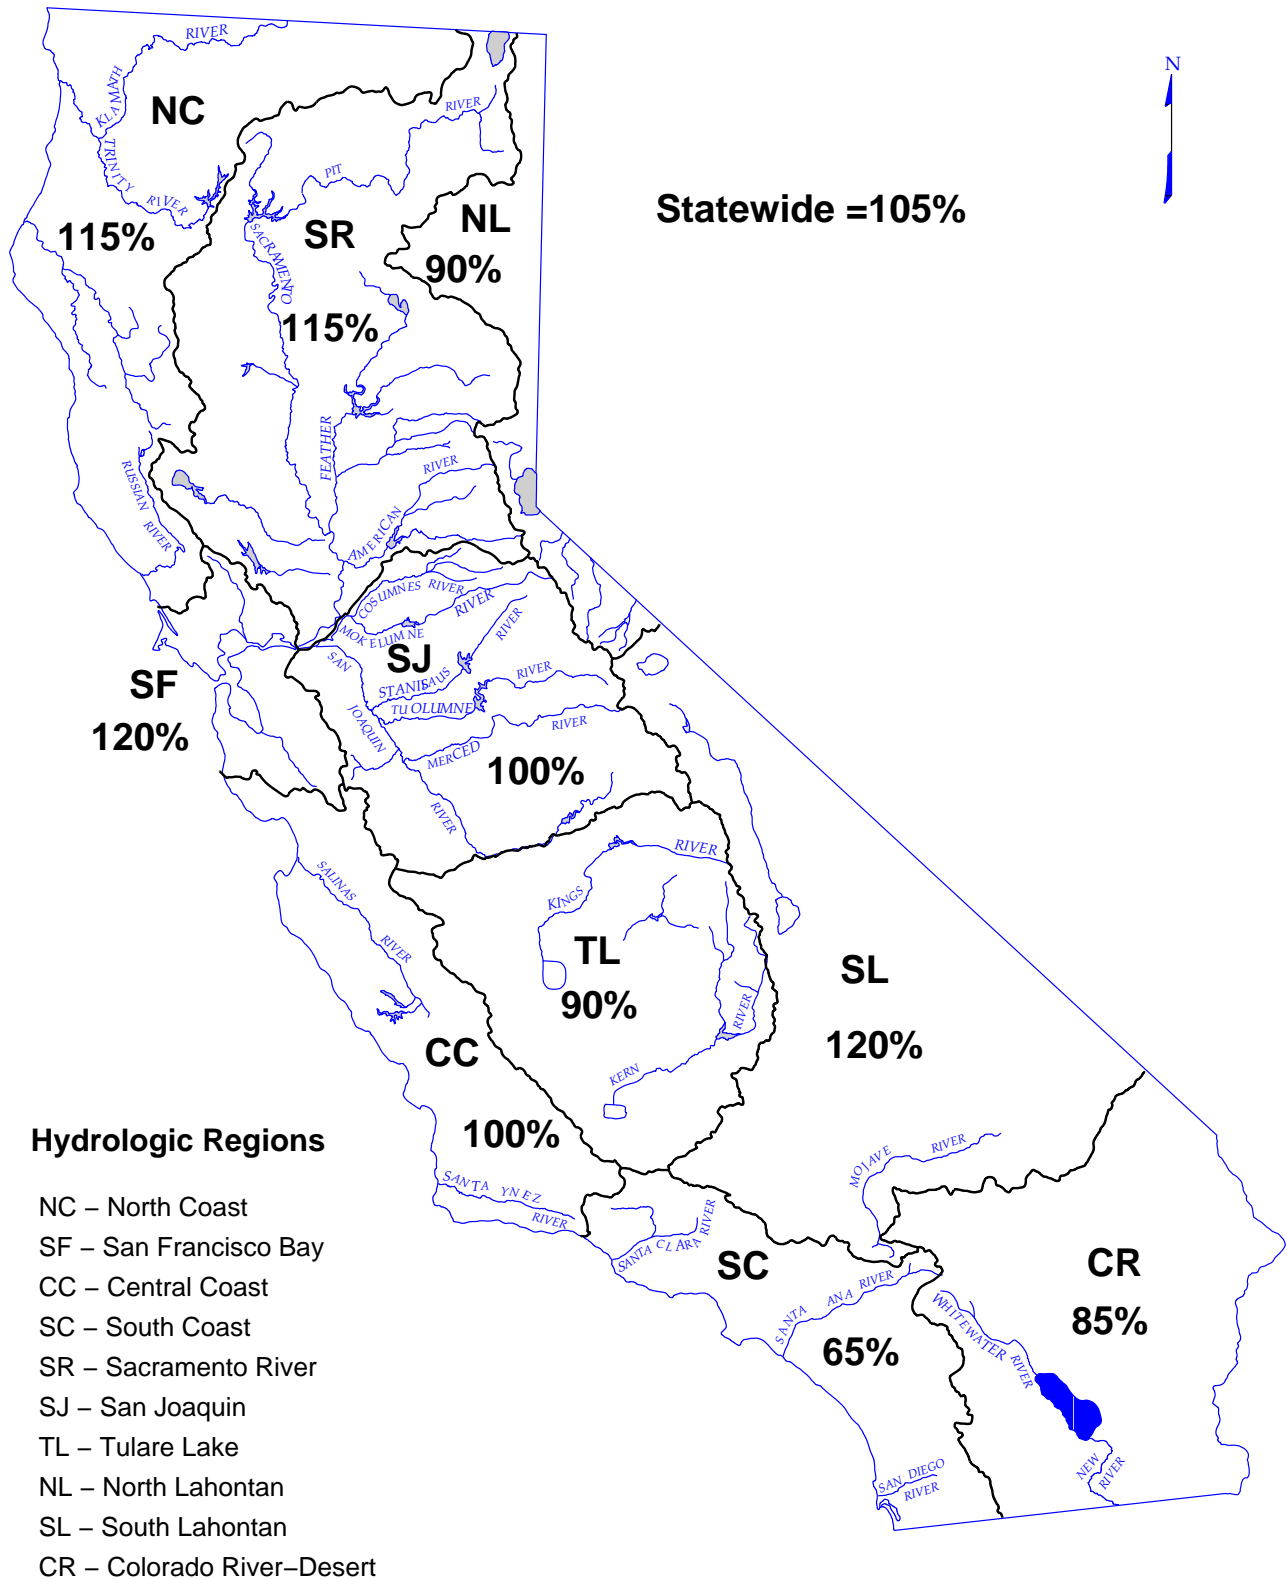 N
RIVER
KLAMATH
NC
RIVER
TRINITY
RIVER
PIT
NL
Statewide =105%
115%
SR
SACRAMENTO
90%
115%
FEATHER
RIVER
RUSSIAN RIVER
AMERICAN
COSUMNES RIVER
RIVER
MOKELUMNE
RIVER
SAN
SJ
SF
STANISLAUS
RIVER
TUOLUMNE
120%
JOAQUIN
RIVER
MERCED
100%
RIVER
RIVER
SALINAS
KINGS
RIVER
TL
SL
90%
RIVER
120%
CC
KERN
100%
Hydrologic Regions
MOJAVE
RIVER
SANTA YNEZ
RIVER
RIVER
SANTA CLARA
SC
CR
SANTA ANA RIVER
WHITEWATER
RIVER
85%
65%
NEW
RIVER
SAN DIEGO
RIVER
NC – North Coast
SF – San Francisco Bay
CC – Central Coast
SC – South Coast
SR – Sacramento River
SJ – San Joaquin
TL – Tulare Lake
NL – North Lahontan
SL – South Lahontan
CR – Colorado River–Desert